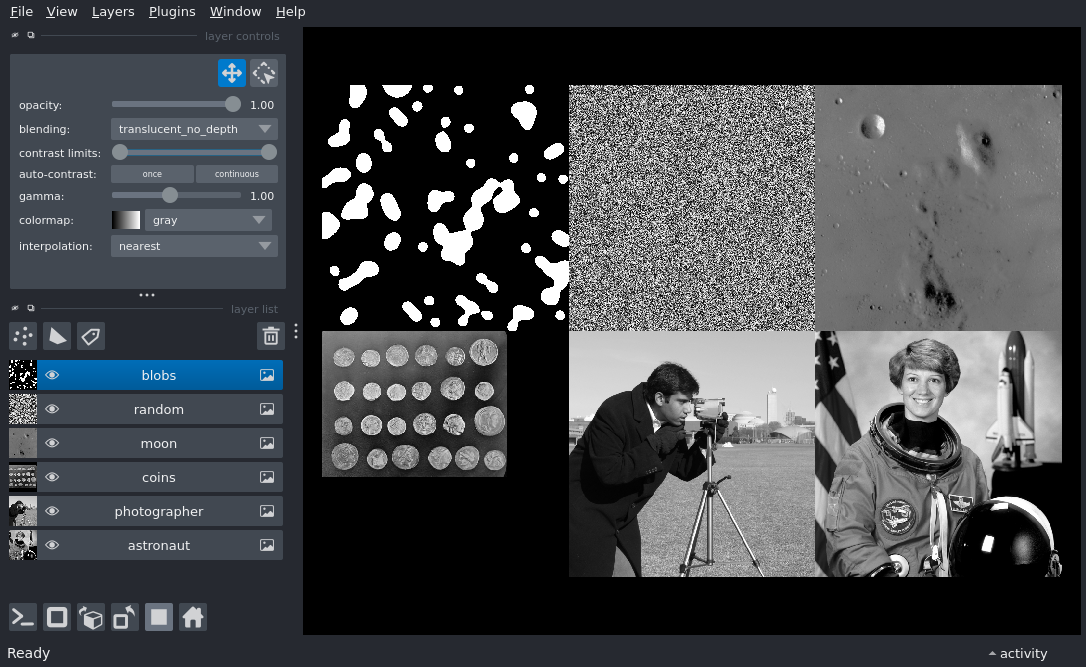 File View Layers Plugins Window Help
layer controls
opacity: 1.00
blending: translucent_no_depth
contrast limits:
auto-contrast: once continuous
gamma: 1.00
colormap: gray
interpolation: nearest
layer list
blobs
random
moon
coins
photographer
astronaut
Ready activity